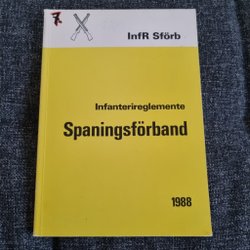 7.
InfR Sförb
Infanterireglemente
Spaningsförband
1988